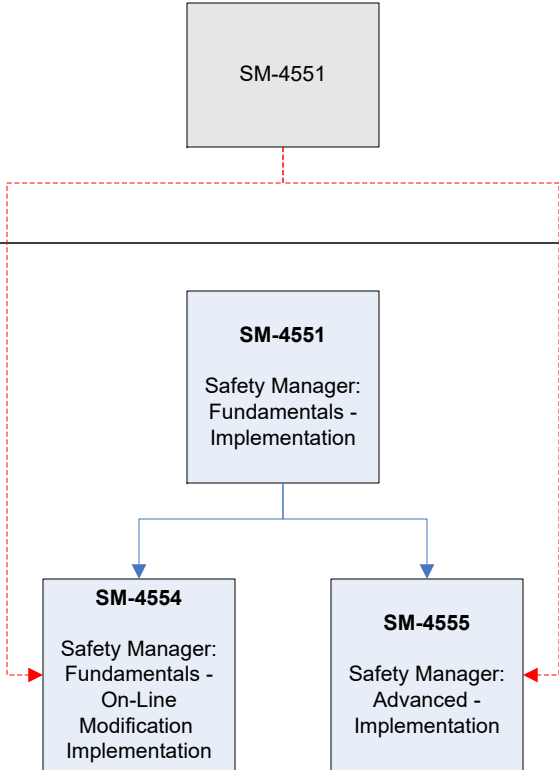 SM-4551
SM-4551
Safety Manager:
Fundamentals -
Implementation
SM-4554
Safety Manager:
Fundamentals -
On-Line
Modification
Implementation
SM-4555
Safety Manager:
Advanced -
Implementation